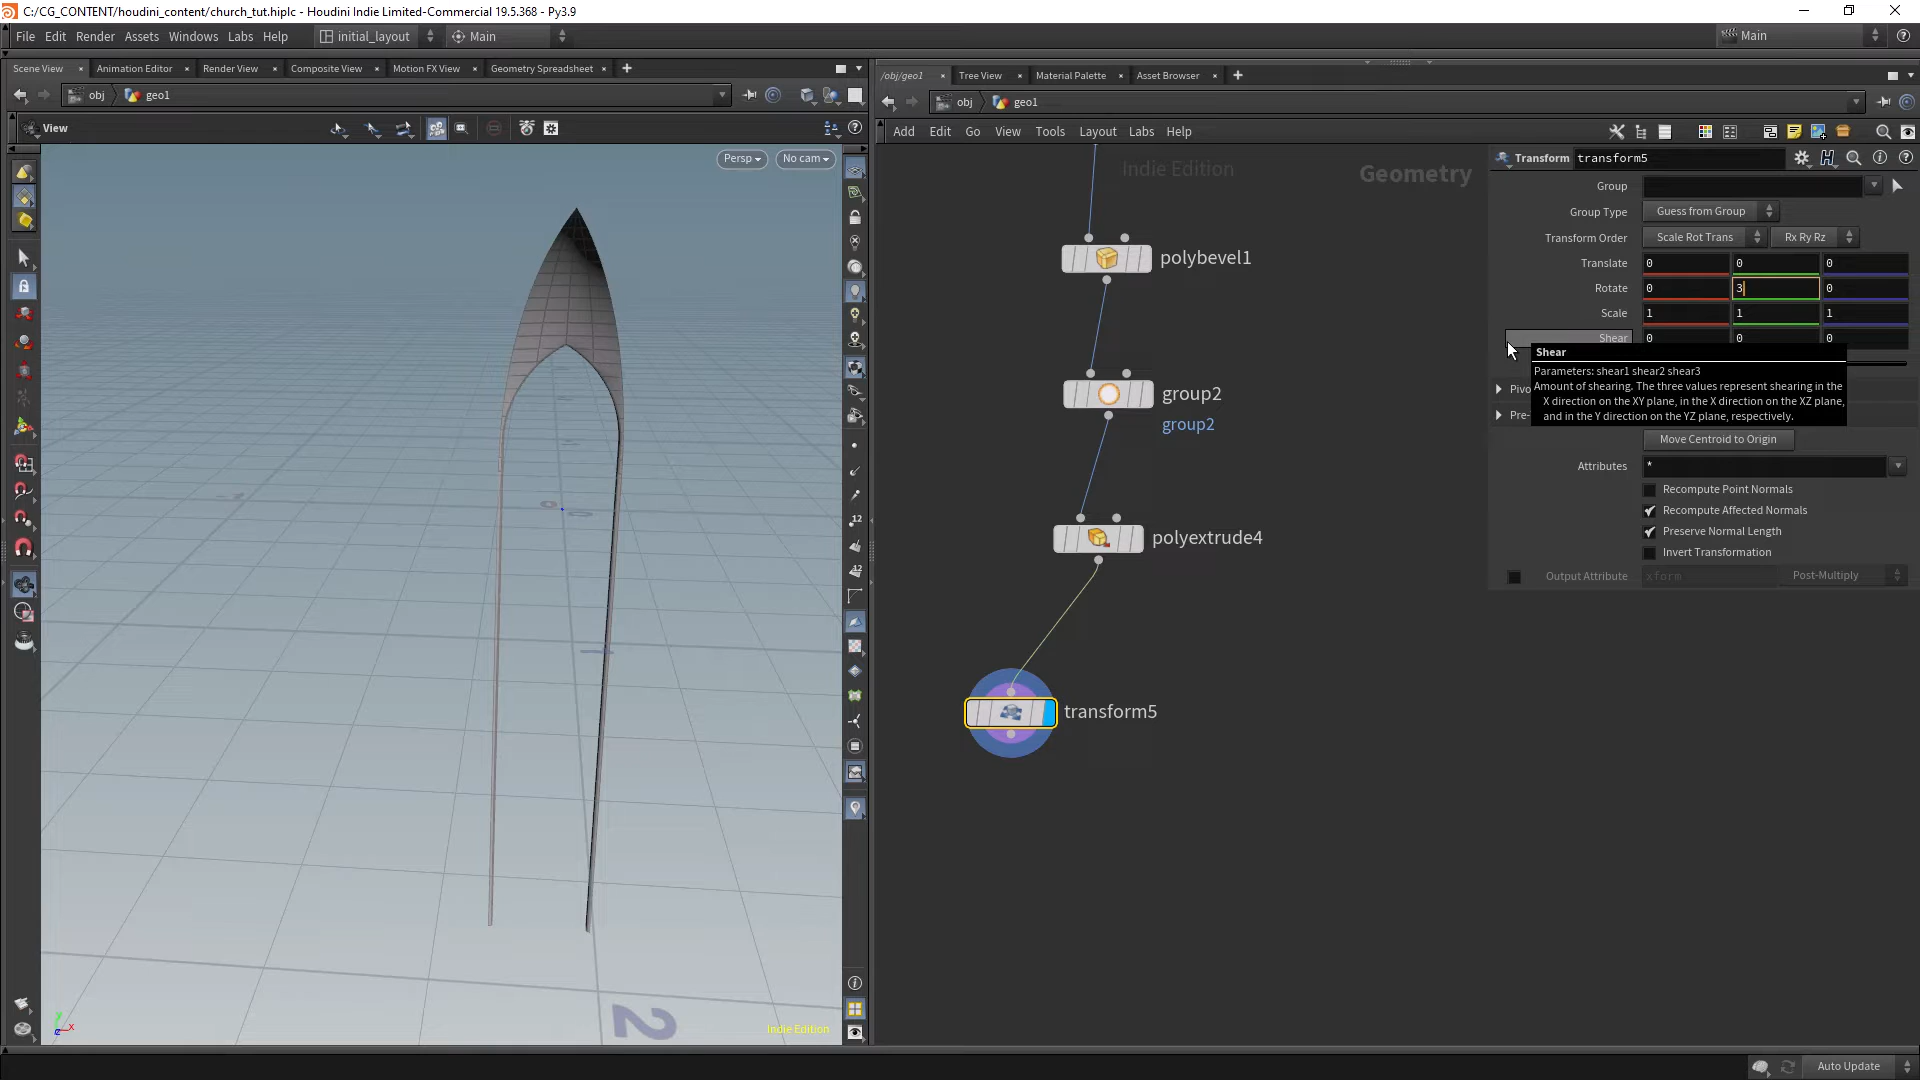 C:/CG_CONTENT/houdini_content/church_tut.hiplc - Houdini Indie Limited-Commercial 19.5.368 - Py3.9
File Edit Render Assets Windows Labs Help initial_layout Main Main
Scene View Animation Editor Render View Composite View Motion FX View Geometry Spreadsheet
obj geo1
View
Persp No cam
Indie Edition
/obj/geo1 Tree View Material Palette Asset Browser
obj geo1
Add Edit Go View Tools Layout Labs Help
Indie Edition
Geometry
polybevel1
group2
group2
polyextrude4
transform5
Transform transform5
Group
Group Type Guess from Group
Transform Order Scale Rot Trans Rx Ry Rz
Translate 0 0 0
Rotate 0 3 0
Scale 1 1 1
Shear 0 0 0
Shear
Parameters: shear1 shear2 shear3
Amount of shearing. The three values represent shearing in the
X direction on the XY plane, in the X direction on the XZ plane,
and in the Y direction on the YZ plane, respectively.
Move Centroid to Origin
Attributes *
Recompute Point Normals
Recompute Affected Normals
Preserve Normal Length
Invert Transformation
Output Attribute xform Post-Multiply
12
12
2
y
z x
Auto Update